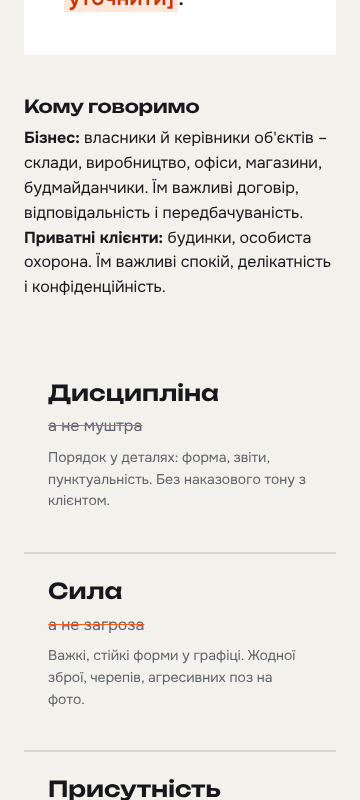 уточнити].
Кому говоримо
Бізнес: власники й керівники об'єктів –
склади, виробництво, офіси, магазини,
будмайданчики. Їм важливі договір,
відповідальність і передбачуваність.
Приватні клієнти: будинки, особиста
охорона. Їм важливі спокій, делікатність
і конфіденційність.
Дисципліна
а не муштра
Порядок у деталях: форма, звіти,
пунктуальність. Без наказового тону з
клієнтом.
Сила
а не загроза
Важкі, стійкі форми у графіці. Жодної
зброї, черепів, агресивних поз на
фото.
Присутність